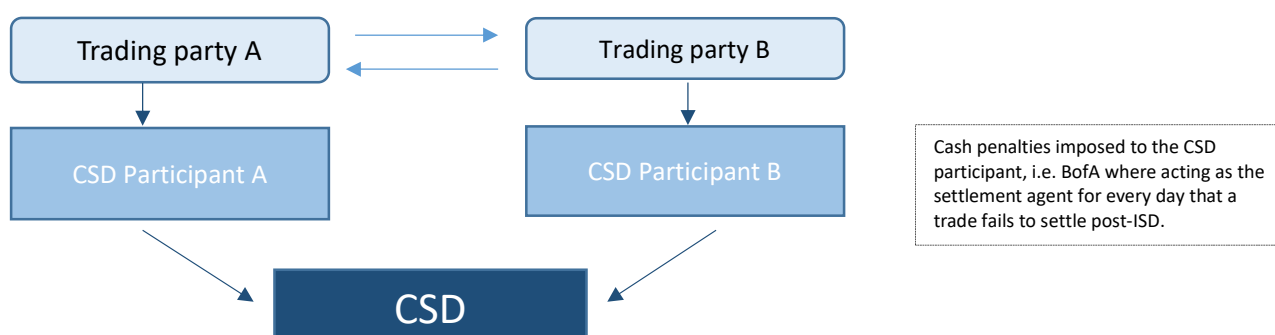 Trading party A
Trading party B
CSD Participant A
CSD Participant B
Cash penalties imposed to the CSD
participant, i.e. BofA where acting as the
settlement agent for every day that a
trade fails to settle post-ISD.
CSD